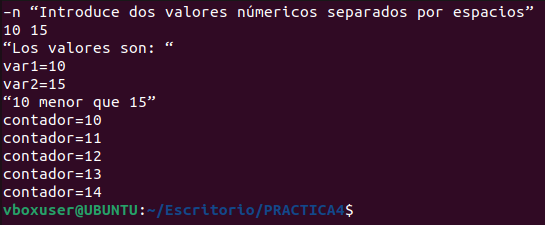 –n “Introduce dos valores númericos separados por espacios”
10 15
“Los valores son: “
var1=10
var2=15
“10 menor que 15”
contador=10
contador=11
contador=12
contador=13
contador=14
vboxuser@UBUNTU:~/Escritorio/PRACTICA4$